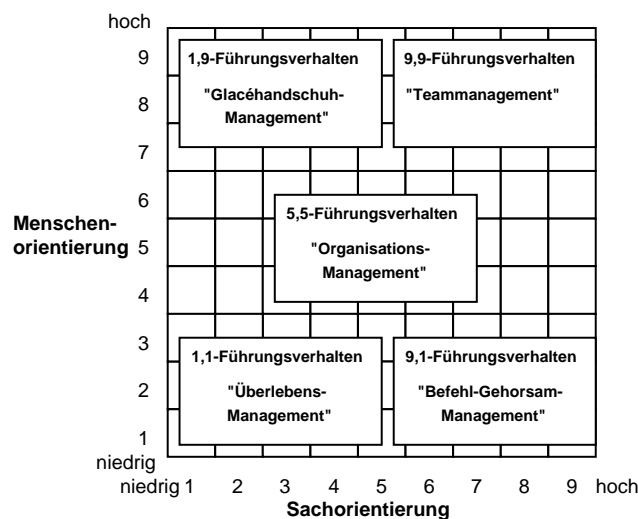 hoch
9
1,9-Führungsverhalten
"Glacéhandschuh-
Management"
9,9-Führungsverhalten
"Teammanagement"
8
7
6
5,5-Führungsverhalten
"Organisations-
Management"
Menschen-
orientierung
5
4
3
1,1-Führungsverhalten
"Überlebens-
Management"
9,1-Führungsverhalten
"Befehl-Gehorsam-
Management"
2
1
niedrig
niedrig 1 2 3 4 5 6 7 8 9 hoch
Sachorientierung